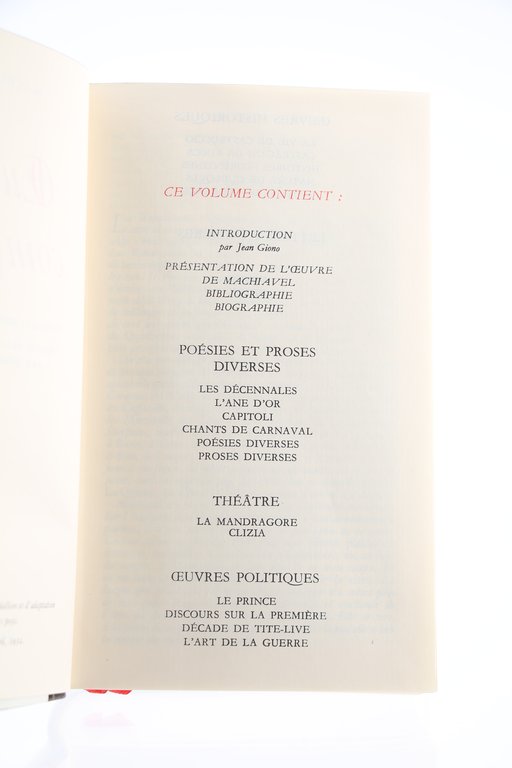 CE VOLUME CONTIENT :
INTRODUCTION
par Jean Giono
PRÉSENTATION DE L'ŒUVRE
DE MACHIAVEL
BIBLIOGRAPHIE
BIOGRAPHIE
POÉSIES ET PROSES
DIVERSES
LES DÉCENNALES
L'ANE D'OR
CAPITOLI
CHANTS DE CARNAVAL
POÉSIES DIVERSES
PROSES DIVERSES
THÉÂTRE
LA MANDRAGORE
CLIZIA
ŒUVRES POLITIQUES
LE PRINCE
DISCOURS SUR LA PREMIÈRE
DÉCADE DE TITE-LIVE
L'ART DE LA GUERRE